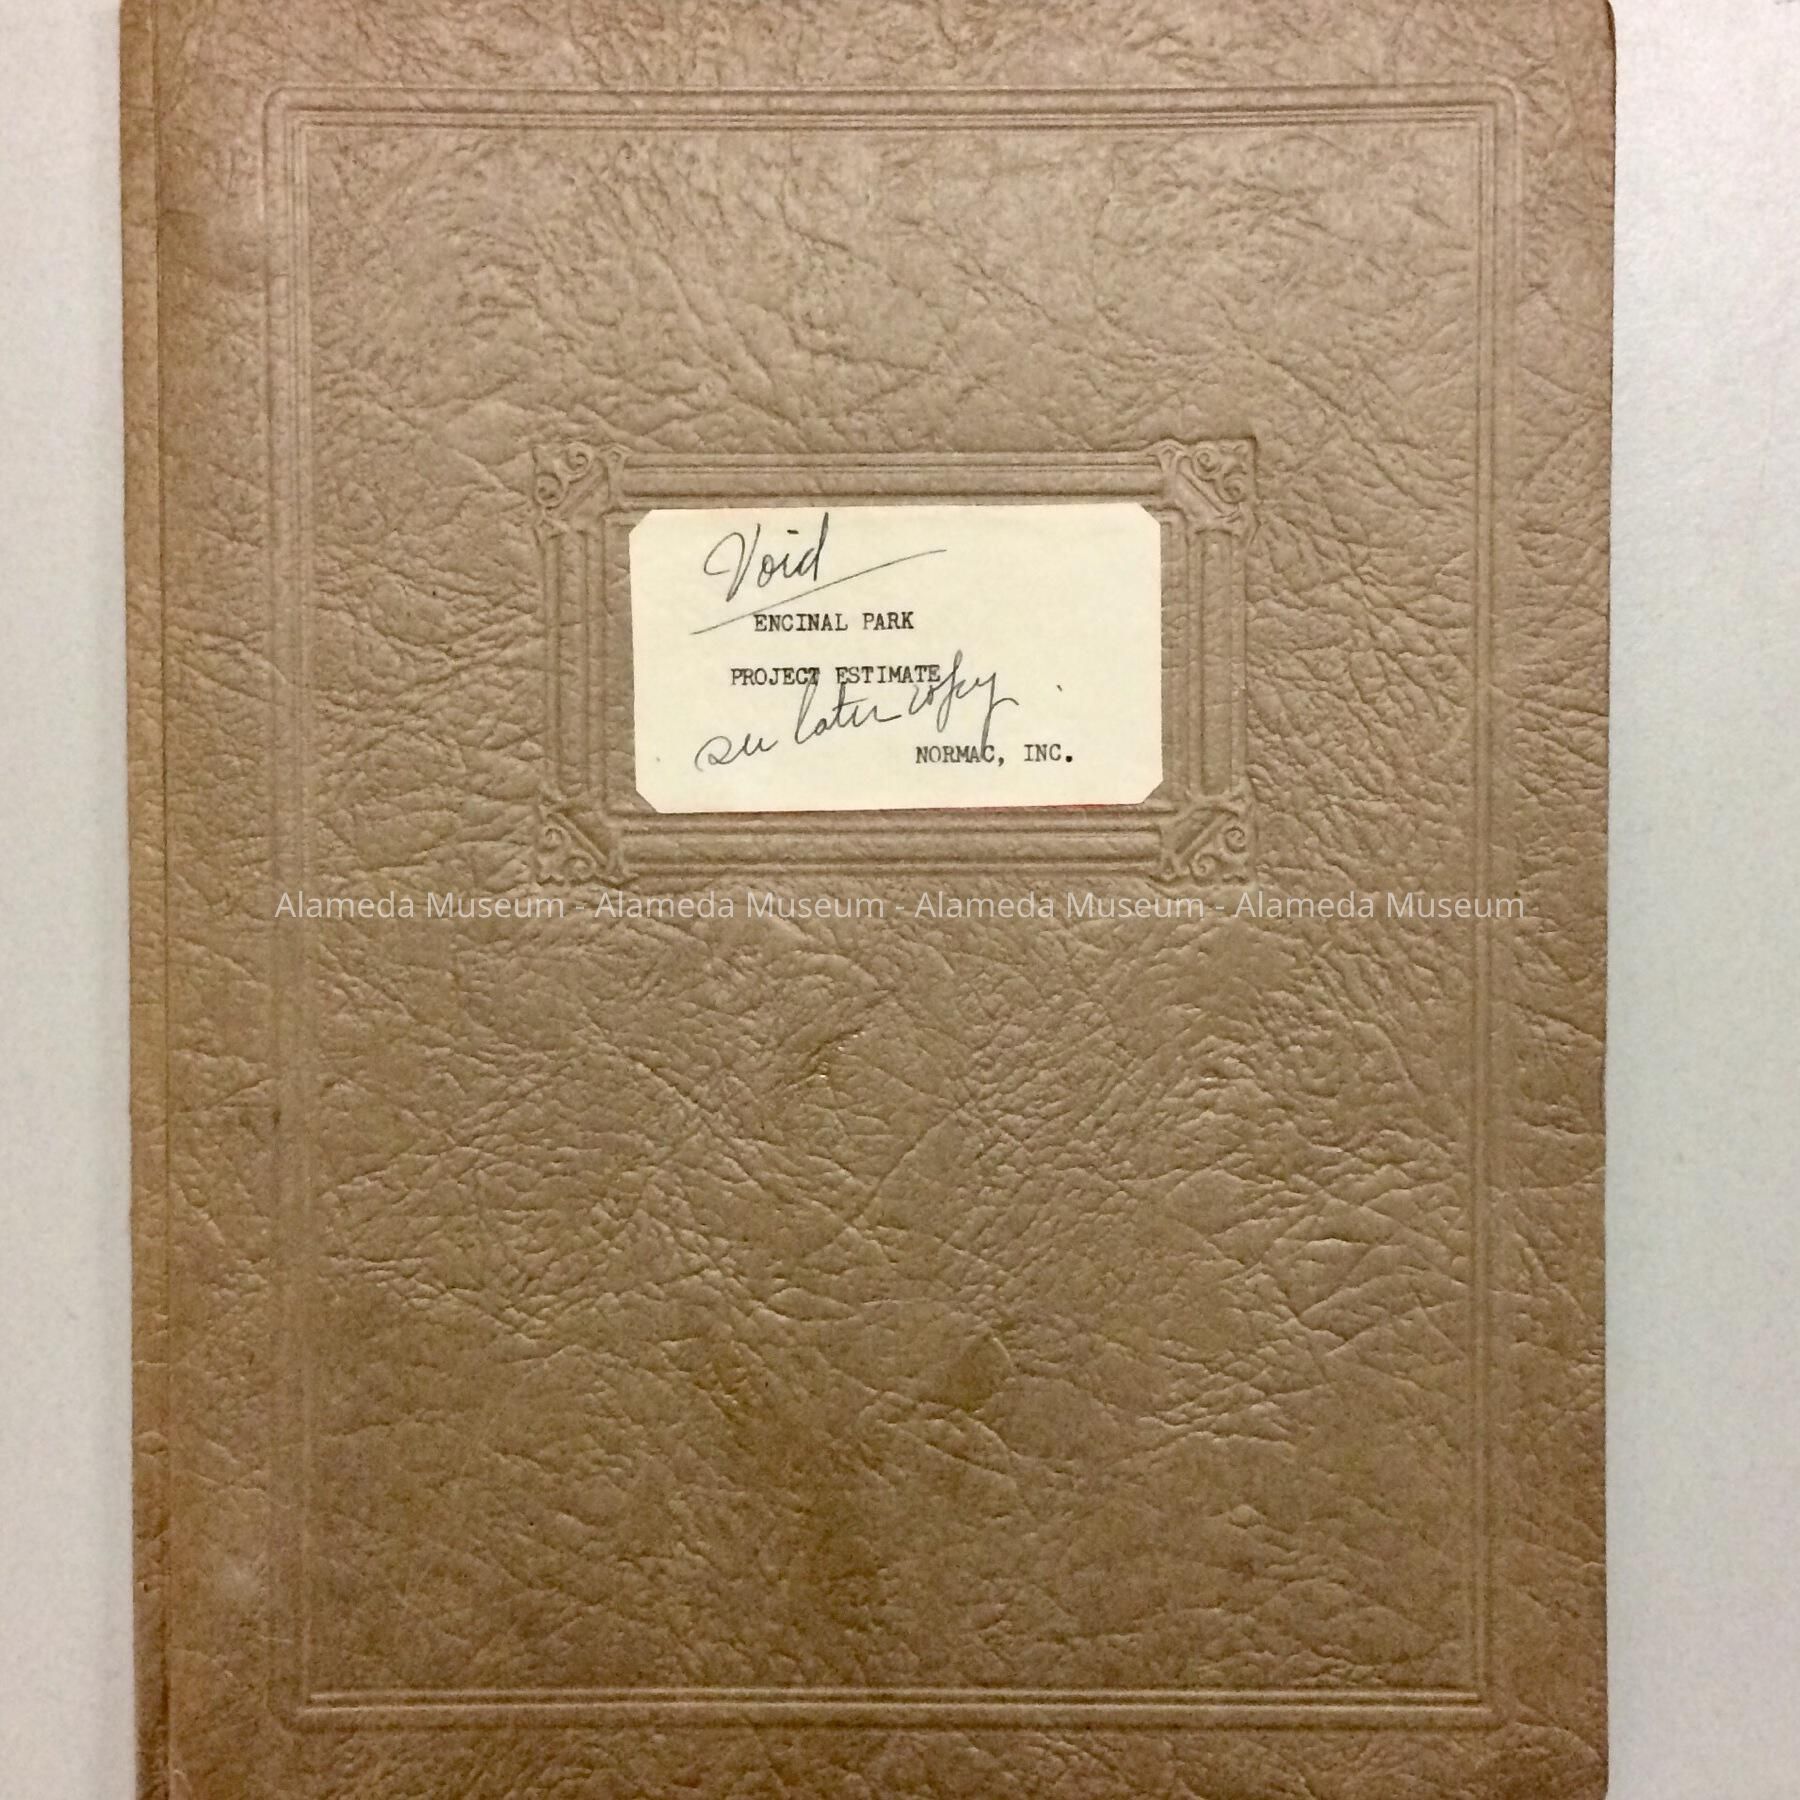 Void
ENCINAL PARK
PROJECT ESTIMATE
see later copy
NORMAC, INC.
Alameda Museum - Alameda Museum - Alameda Museum - Alameda Museum